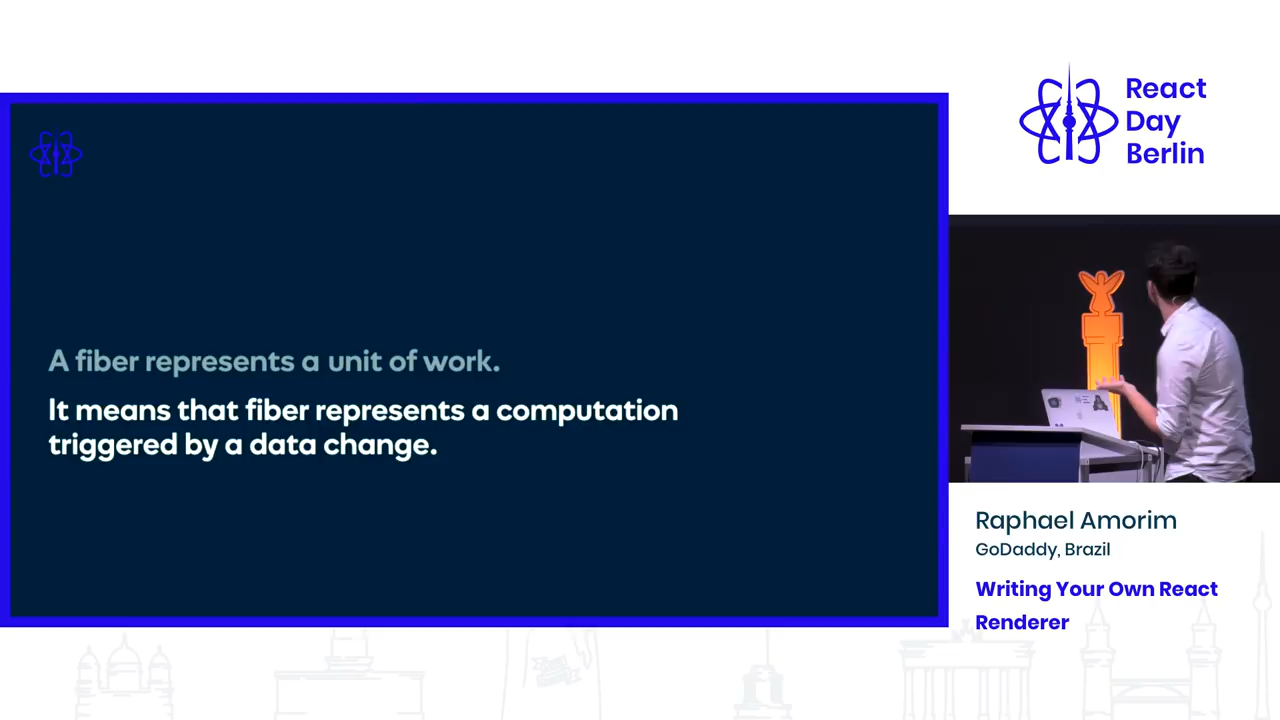 React
Day
Berlin
A fiber represents a unit of work.
It means that fiber represents a computation
triggered by a data change.
Raphael Amorim
GoDaddy, Brazil
Writing Your Own React
Renderer